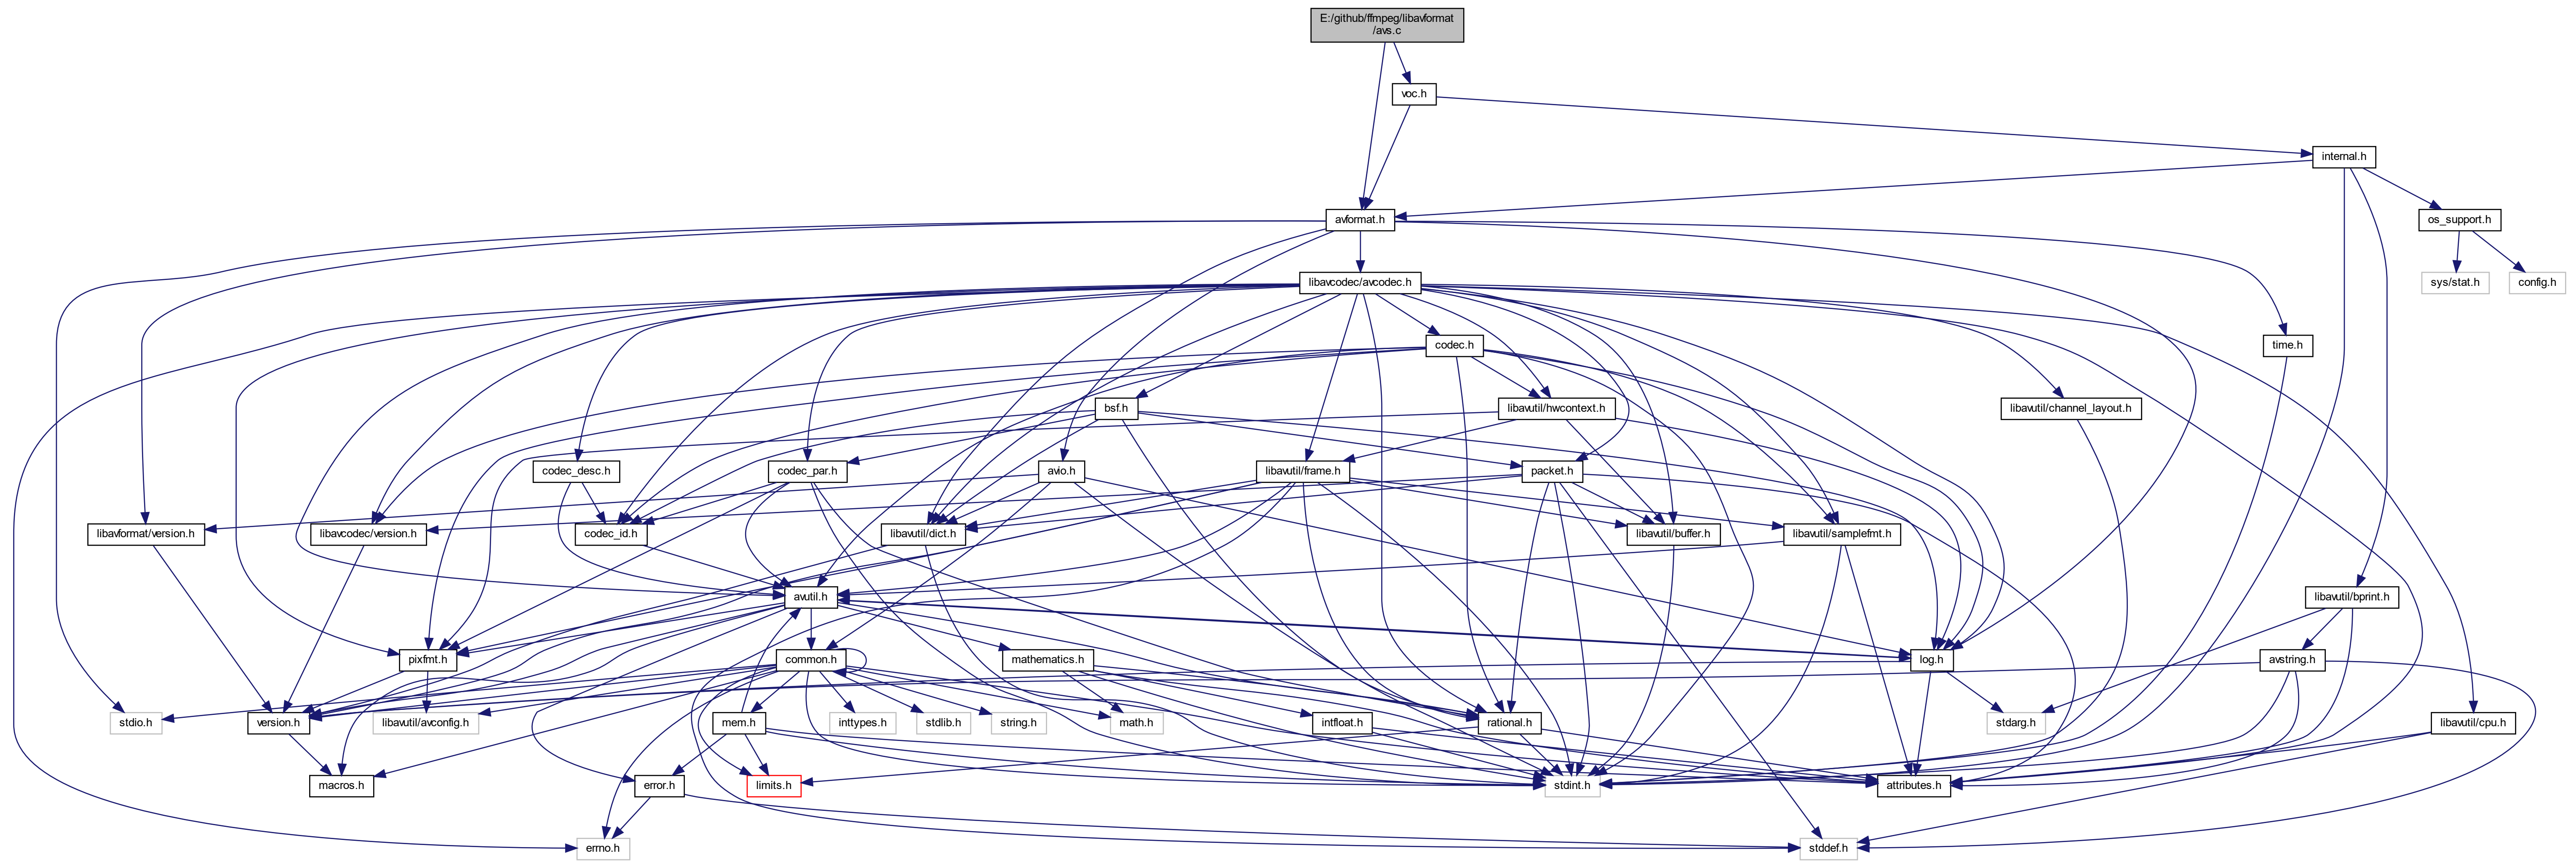 E:/github/ffmpeg/libavformat
/avs.c
voc.h
internal.h
avformat.h
os_support.h
libavcodec/avcodec.h
sys/stat.h
config.h
codec.h
time.h
bsf.h
libavutil/hwcontext.h
libavutil/channel_layout.h
codec_desc.h
codec_par.h
avio.h
libavutil/frame.h
packet.h
libavformat/version.h
libavcodec/version.h
codec_id.h
libavutil/dict.h
libavutil/buffer.h
libavutil/samplefmt.h
avutil.h
libavutil/bprint.h
pixfmt.h
common.h
mathematics.h
log.h
avstring.h
stdio.h
version.h
libavutil/avconfig.h
mem.h
inttypes.h
stdlib.h
string.h
math.h
intfloat.h
rational.h
stdarg.h
libavutil/cpu.h
macros.h
error.h
limits.h
stdint.h
attributes.h
errno.h
stddef.h